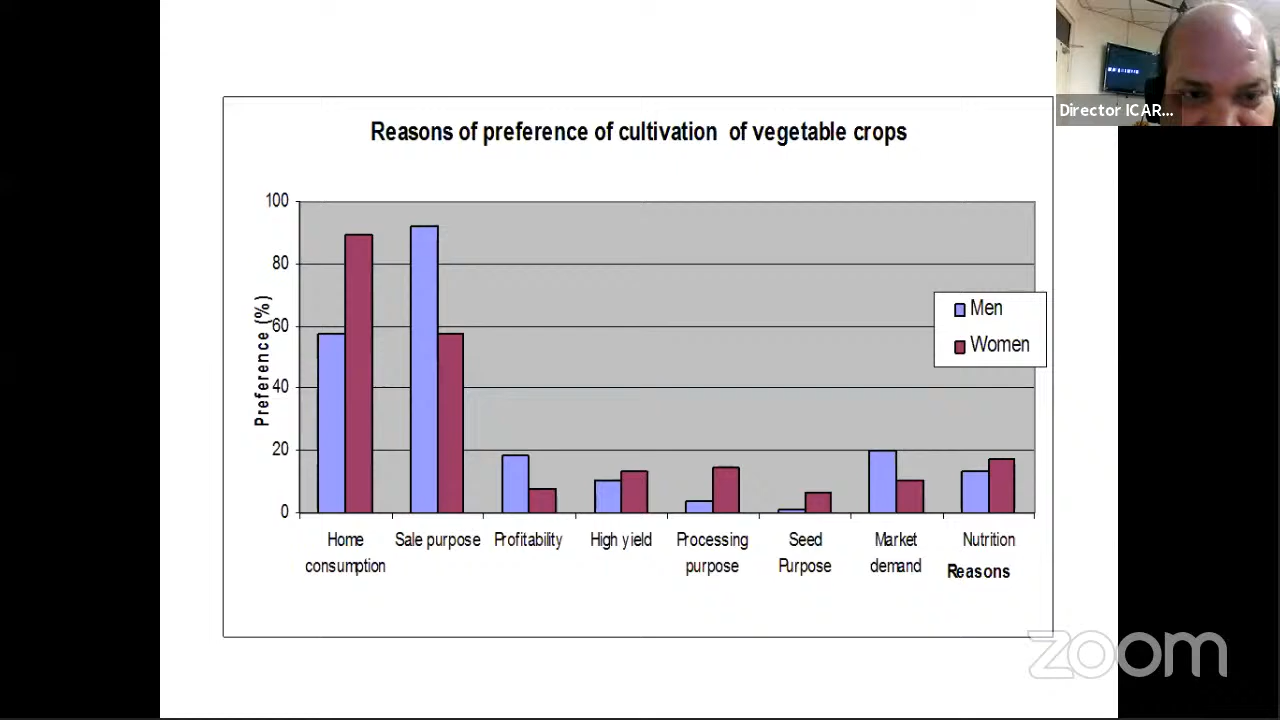 Director ICAR...
Reasons of preference of cultivation of vegetable crops
Preference (%)
100
80
60
40
20
0
Men
Women
Home consumption
Sale purpose
Profitability
High yield
Processing purpose
Seed Purpose
Market demand
Nutrition
Reasons
zoom